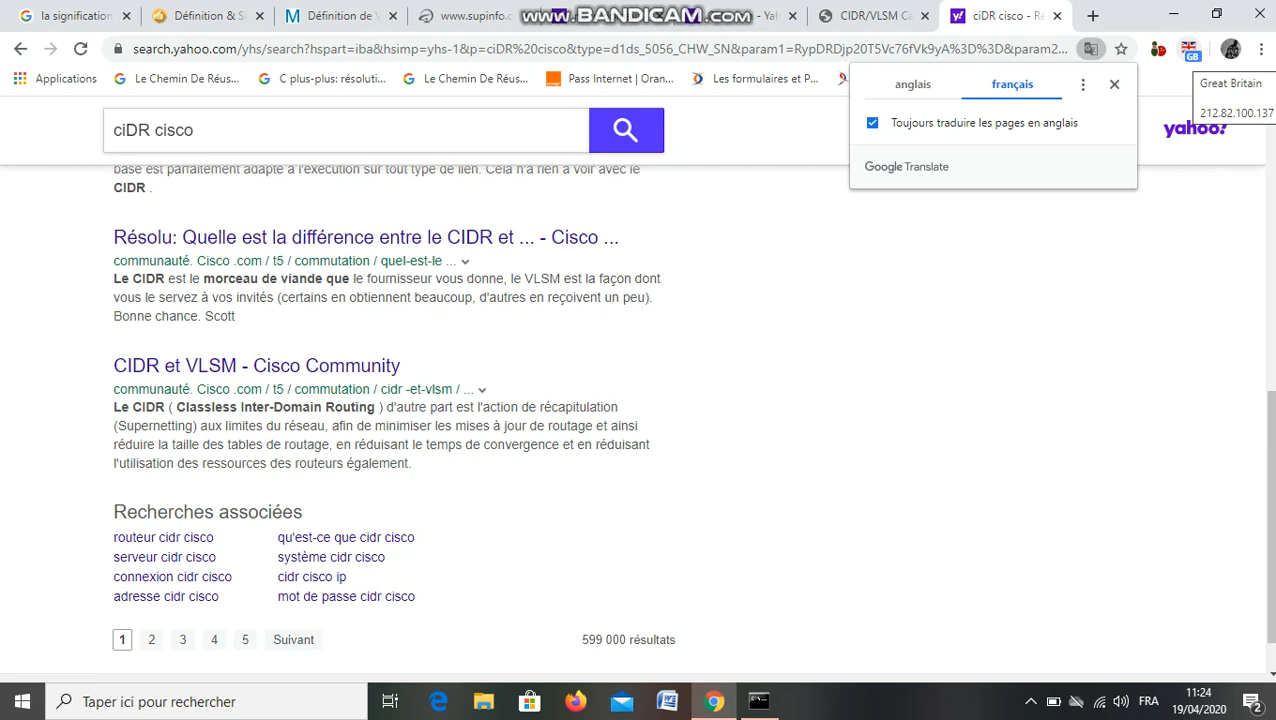 la signification
Définition &
Définition de V
www.supinfo.c
www.BANDICAM.com
- Yah
CIDR/VLSM Ca
ciDR cisco - Re
search.yahoo.com/yhs/search?hspart=iba&hsimp=yhs-1&p=ciDR%20cisco&type=d1ds_5056_CHW_SN&param1=RypDRDjp20T5Vc76fVk9yA%3D%3D&param2...
GB
Applications
Le Chemin De Réus...
C plus-plus: résoluti...
Le Chemin De Réus...
Pass Internet | Oran...
Les formulaires et P...
anglais
français
Great Britain
212.82.100.137
Toujours traduire les pages en anglais
Google Translate
ciDR cisco
yahoo!
base est parfaitement adapté à l'exécution sur tout type de lien. Cela n'a rien à voir avec le
CIDR .
Résolu: Quelle est la différence entre le CIDR et ... - Cisco ...
communauté. Cisco .com / t5 / commutation / quel-est-le ...
Le CIDR est le morceau de viande que le fournisseur vous donne, le VLSM est la façon dont
vous le servez à vos invités (certains en obtiennent beaucoup, d'autres en reçoivent un peu).
Bonne chance. Scott
CIDR et VLSM - Cisco Community
communauté. Cisco .com / t5 / commutation / cidr -et-vlsm / ...
Le CIDR ( Classless Inter-Domain Routing ) d'autre part est l'action de récapitulation
(Supernetting) aux limites du réseau, afin de minimiser les mises à jour de routage et ainsi
réduire la taille des tables de routage, en réduisant le temps de convergence et en réduisant
l'utilisation des ressources des routeurs également.
Recherches associées
routeur cidr cisco
qu'est-ce que cidr cisco
serveur cidr cisco
système cidr cisco
connexion cidr cisco
cidr cisco ip
adresse cidr cisco
mot de passe cidr cisco
1 2 3 4 5 Suivant
599 000 résultats
Taper ici pour rechercher
FRA
11:24
19/04/2020
2